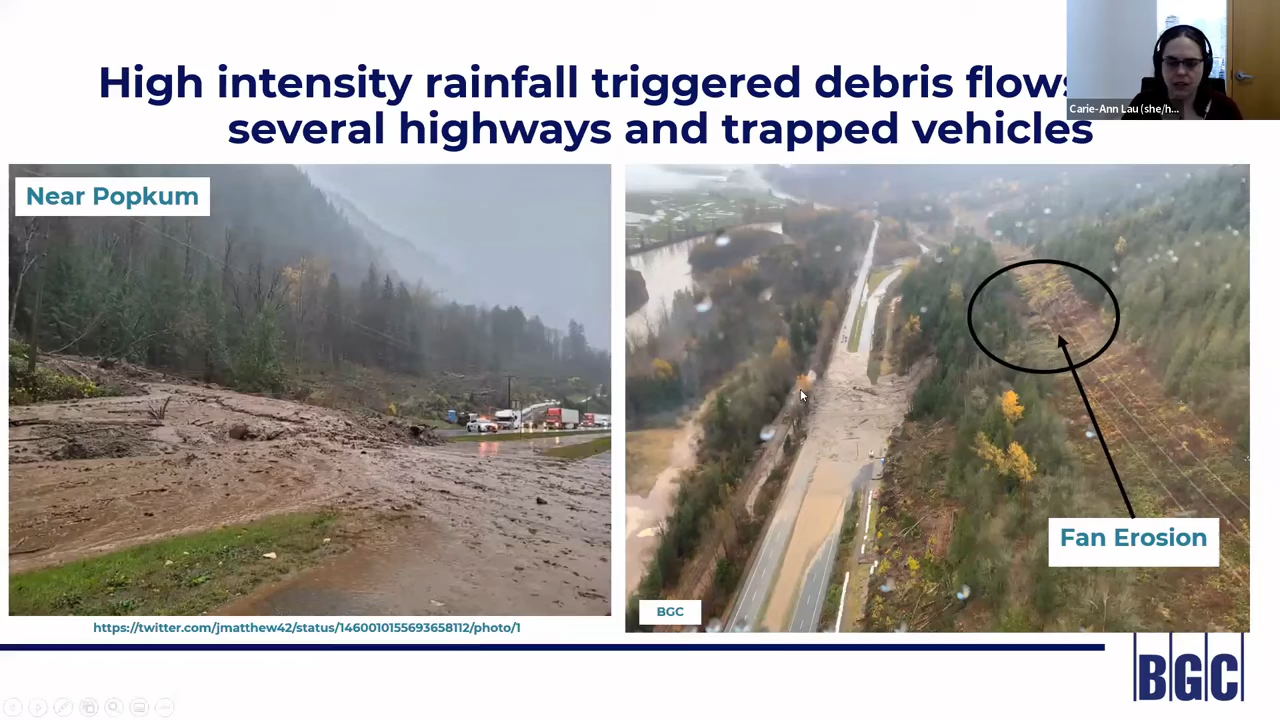 High intensity rainfall triggered debris flows
several highways and trapped vehicles
Carie-Ann Lau (she/h...
Near Popkum
Fan Erosion
BGC
https://twitter.com/jmatthew42/status/1460010155693658112/photo/1
BGC